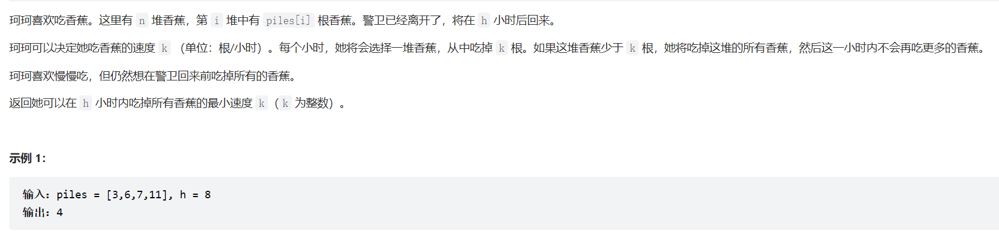 珂珂喜欢吃香蕉。这里有 n 堆香蕉，第 i 堆中有 piles[i] 根香蕉。警卫已经离开了，将在 h 小时后回来。
珂珂可以决定她吃香蕉的速度 k （单位：根/小时）。每个小时，她将会选择一堆香蕉，从中吃掉 k 根。如果这堆香蕉少于 k 根，她将吃掉这堆的所有香蕉，然后这一小时内不会再吃更多的香蕉。
珂珂喜欢慢慢吃，但仍然想在警卫回来前吃掉所有的香蕉。
返回她可以在 h 小时内吃掉所有香蕉的最小速度 k（k 为整数）。
示例 1：
输入：piles = [3,6,7,11], h = 8
输出：4